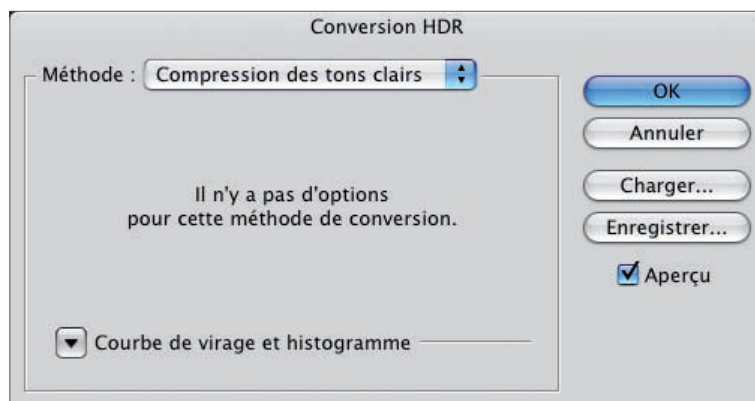 Conversion HDR
Méthode : Compression des tons clairs
OK
Annuler
Il n'y a pas d'options
pour cette méthode de conversion.
Charger...
Enregistrer...
Aperçu
Courbe de virage et histogramme